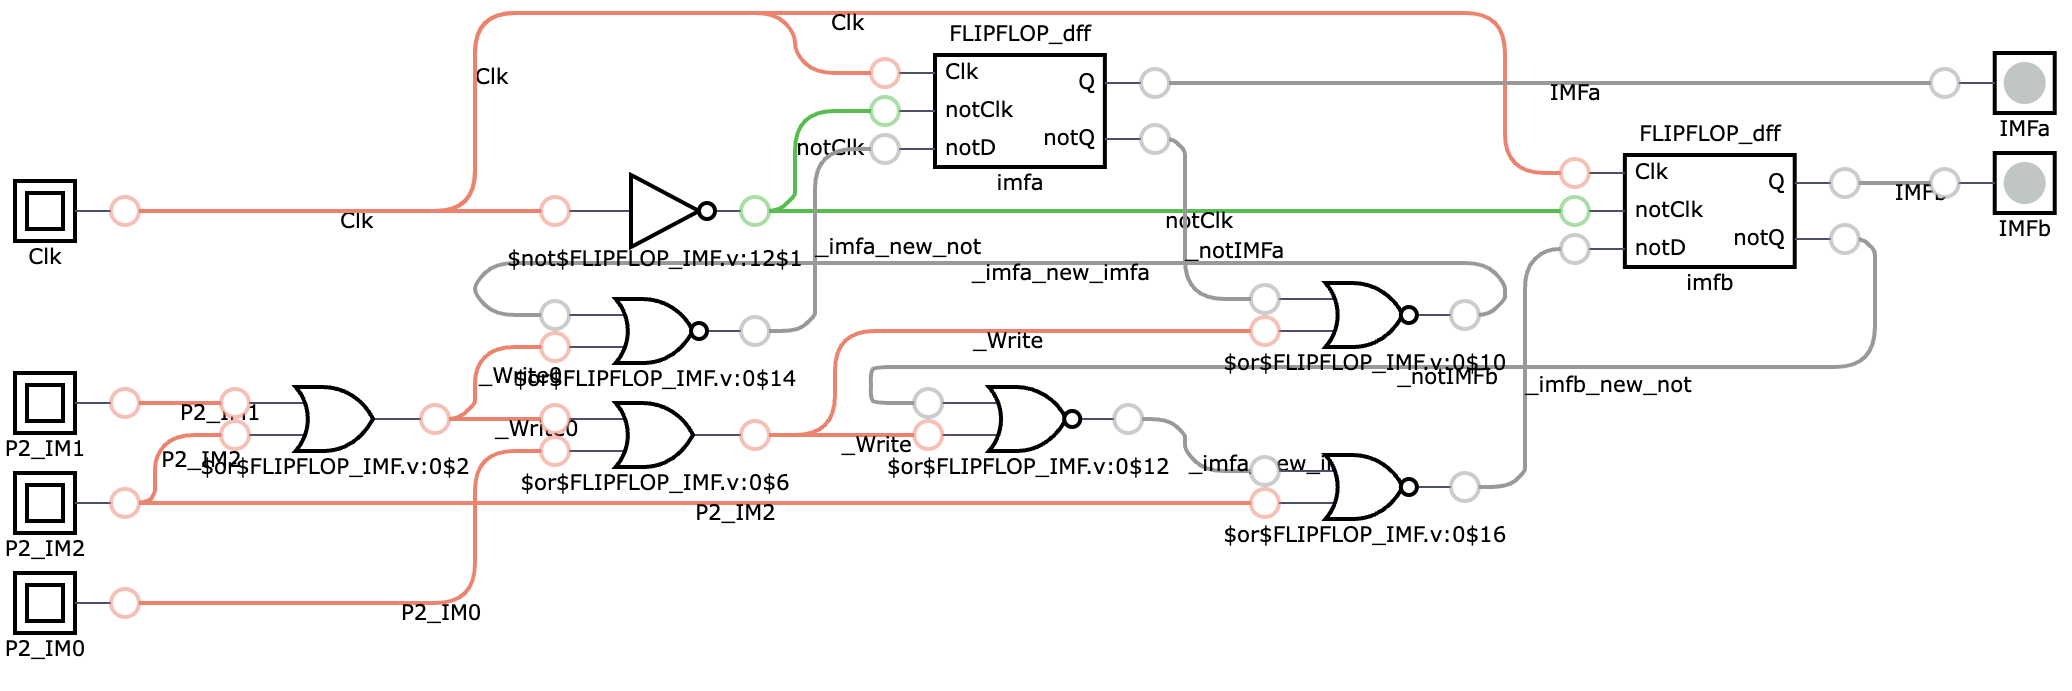 Clk
FLIPFLOP_dff
Clk
Clk
notClk
notD
Q
notQ
imfa
IMFa
IMFa
FLIPFLOP_dff
Clk
notClk
notD
Q
notQ
imfb
IMFb
IMFb
Clk
Clk
notClk
notClk
$not$FLIPFLOP_IMF.v:12$1
_imfa_new_not
_imfa_new_imfa
_notIMFa
_Write
$or$FLIPFLOP_IMF.v:0$10
_Write0
$or$FLIPFLOP_IMF.v:0$14
_notIMFb
_imfb_new_not
P2_IM1
P2_IM1
_Write0
_Write
P2_IM2
$or$FLIPFLOP_IMF.v:0$2
$or$FLIPFLOP_IMF.v:0$6
$or$FLIPFLOP_IMF.v:0$12
P2_IM2
P2_IM2
$or$FLIPFLOP_IMF.v:0$16
P2_IM0
P2_IM0